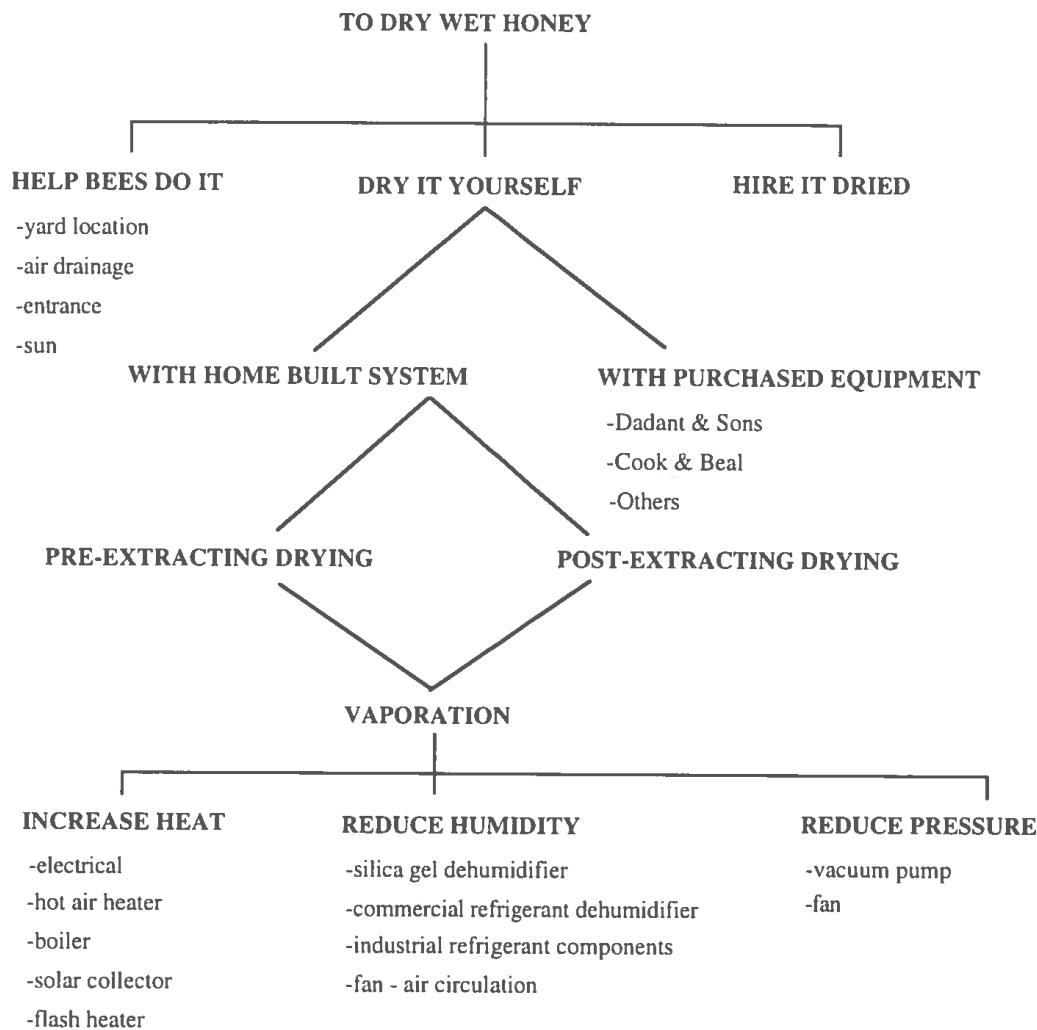 TO DRY WET HONEY
HELP BEES DO IT
-yard location
-air drainage
-entrance
-sun
DRY IT YOURSELF
HIRE IT DRIED
WITH HOME BUILT SYSTEM
WITH PURCHASED EQUIPMENT
-Dadant & Sons
-Cook & Beal
-Others
PRE-EXTRACTING DRYING
POST-EXTRACTING DRYING
VAPORATION
INCREASE HEAT
-electrical
-hot air heater
-boiler
-solar collector
-flash heater
REDUCE HUMIDITY
-silica gel dehumidifier
-commercial refrigerant dehumidifier
-industrial refrigerant components
-fan - air circulation
REDUCE PRESSURE
-vacuum pump
-fan